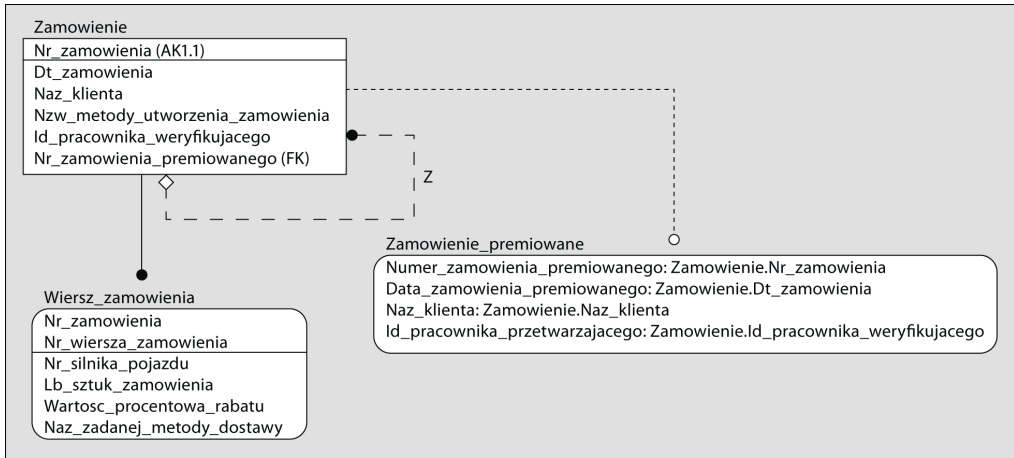 Zamowienie
Nr_zamowienia (AK1.1)
Dt_zamowienia
Naz_klienta
Nzw_metody_utworzenia_zamowienia
Id_pracownika_weryfikujacego
Nr_zamowienia_premiowanego (FK)
Z
Wiersz_zamowienia
Nr_zamowienia
Nr_wiersza_zamowienia
Nr_silnika_pojazdu
Lb_sztuk_zamowienia
Wartosc_procentowa_rabatu
Naz_zadanej_metody_dostawy
Zamowienie_premiowane
Numer_zamowienia_premiowanego: Zamowienie.Nr_zamowienia
Data_zamowienia_premiowanego: Zamowienie.Dt_zamowienia
Naz_klienta: Zamowienie.Naz_klienta
Id_pracownika_przetwarzajacego: Zamowienie.Id_pracownika_weryfikujacego